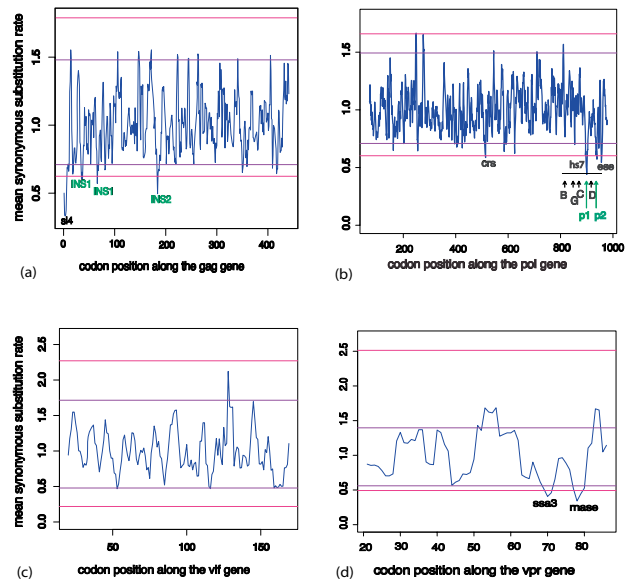 mean synonymous substitution rate
1.5
1.0
0.5
INS1
INS1
INS2
sl4
0 100 200 300 400
(a) codon position along the gag gene
1.5
1.0
0.5
0.0
crs
hs7
ese
B
G
C
D
p1 p2
200 400 600 800 1000
(b) codon position along the pol gene
mean synonymous substitution rate
2.5
2.0
1.5
1.0
0.5
0.0
50 100 150
(c) codon position along the vif gene
2.5
2.0
1.5
1.0
0.5
0.0
ssa3
rnase
20 30 40 50 60 70 80
(d) codon position along the vpr gene